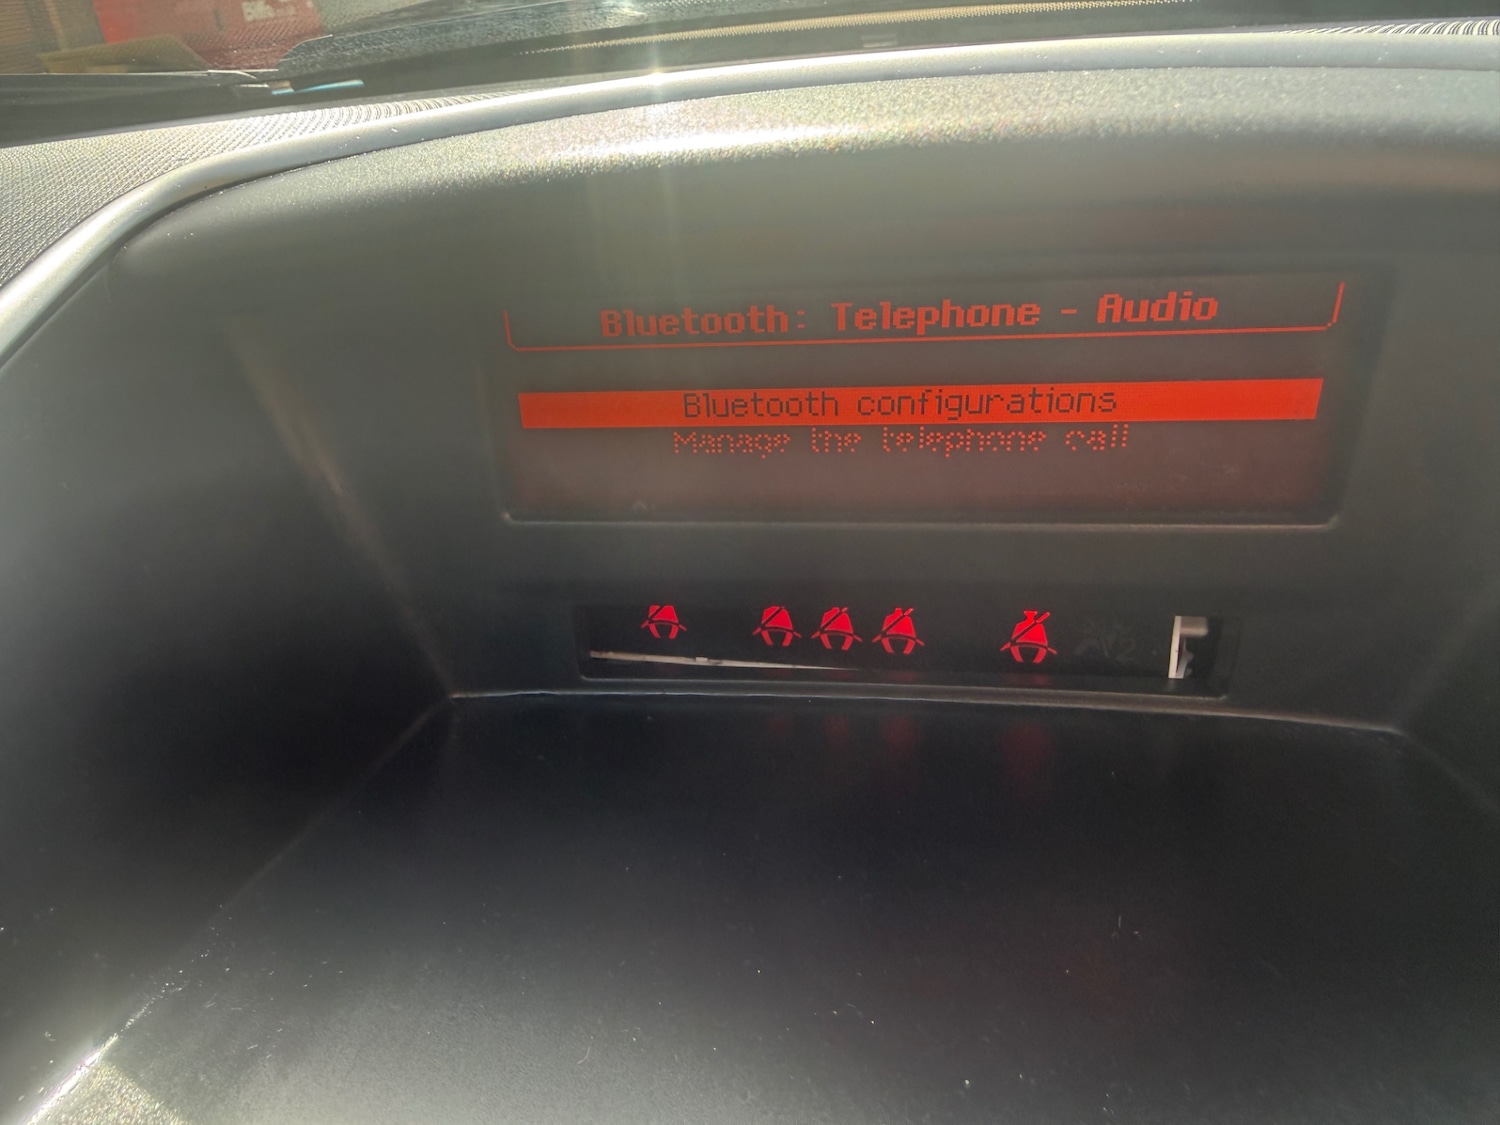 Bluetooth: Telephone - Audio
Bluetooth configurations
Manage the telephone call